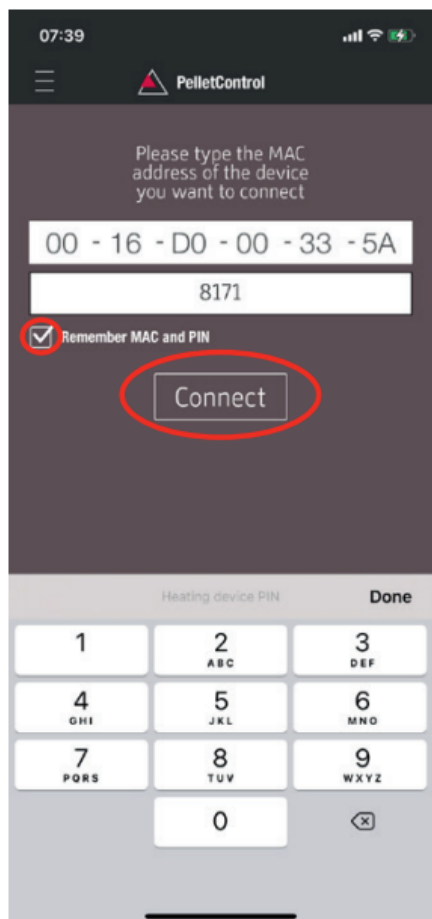 07:39
PelletControl
Please type the MAC
address of the device
you want to connect
00 - 16 - D0 - 00 - 33 - 5A
8171
Remember MAC and PIN
Connect
Heating device PIN
Done
1
2
ABC
3
DEF
4
GHI
5
JKL
6
MNO
7
PQRS
8
TUV
9
WXYZ
0